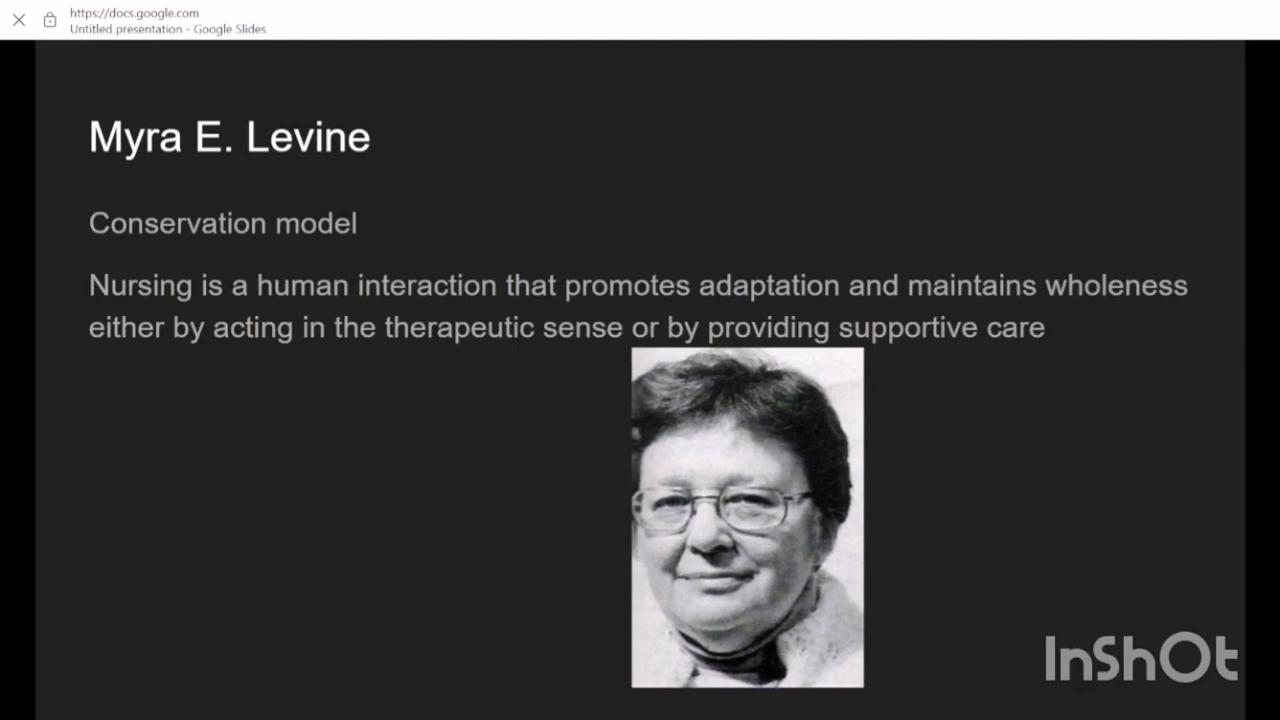 https://docs.google.com
Untitled presentation - Google Slides
Myra E. Levine
Conservation model
Nursing is a human interaction that promotes adaptation and maintains wholeness
either by acting in the therapeutic sense or by providing supportive care
InShOt